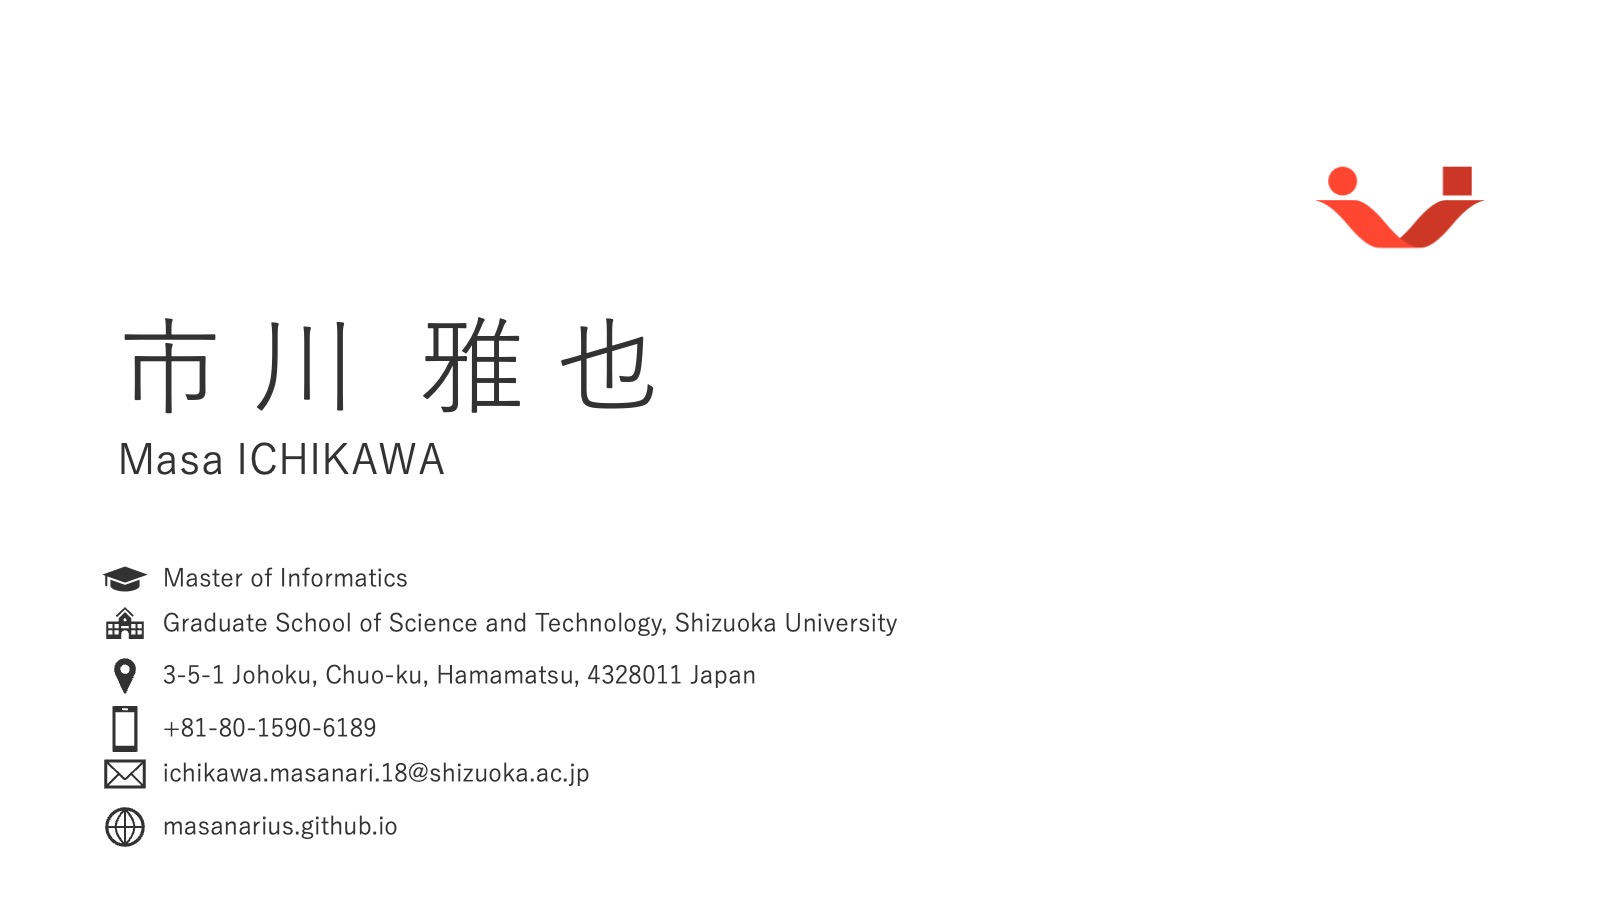 市川 雅也
Masa ICHIKAWA
Master of Informatics
Graduate School of Science and Technology, Shizuoka University
3-5-1 Johoku, Chuo-ku, Hamamatsu, 4328011 Japan
+81-80-1590-6189
ichikawa.masanari.18@shizuoka.ac.jp
masanarius.github.io